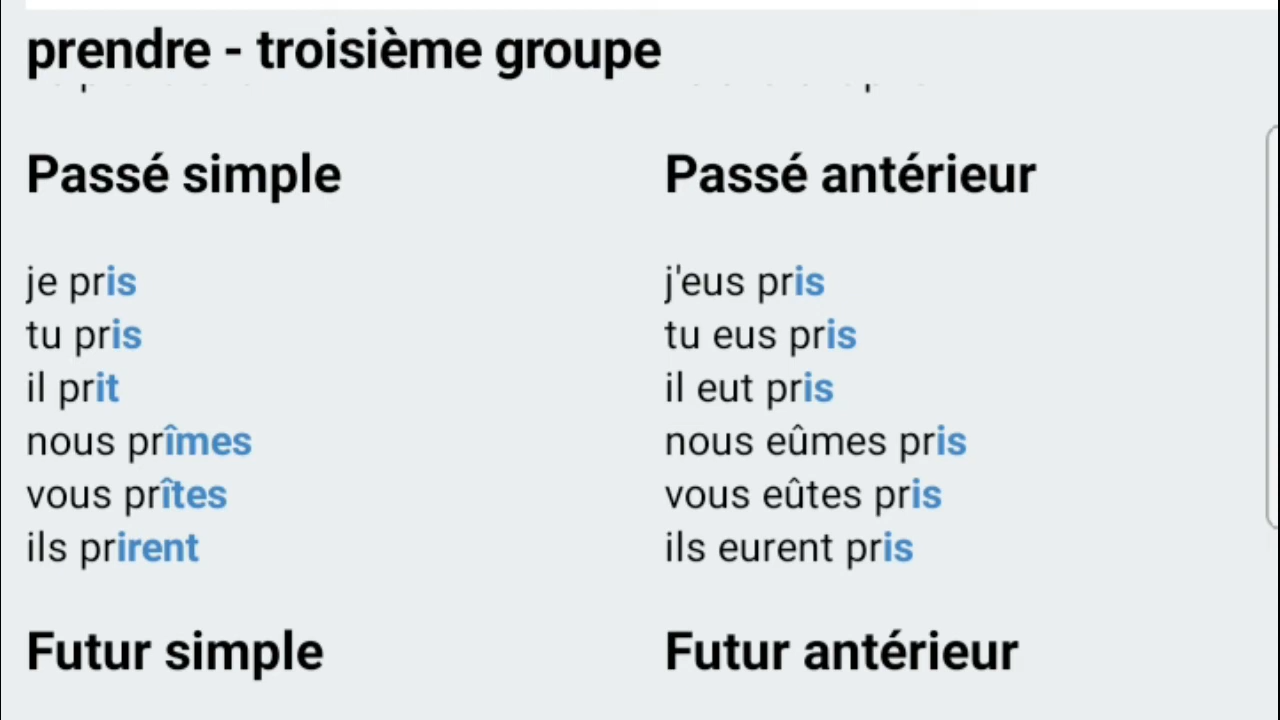 prendre - troisième groupe
Passé simple
je pris
tu pris
il prit
nous prîmes
vous prîtes
ils prirent
Passé antérieur
j'eus pris
tu eus pris
il eut pris
nous eûmes pris
vous eûtes pris
ils eurent pris
Futur simple
Futur antérieur